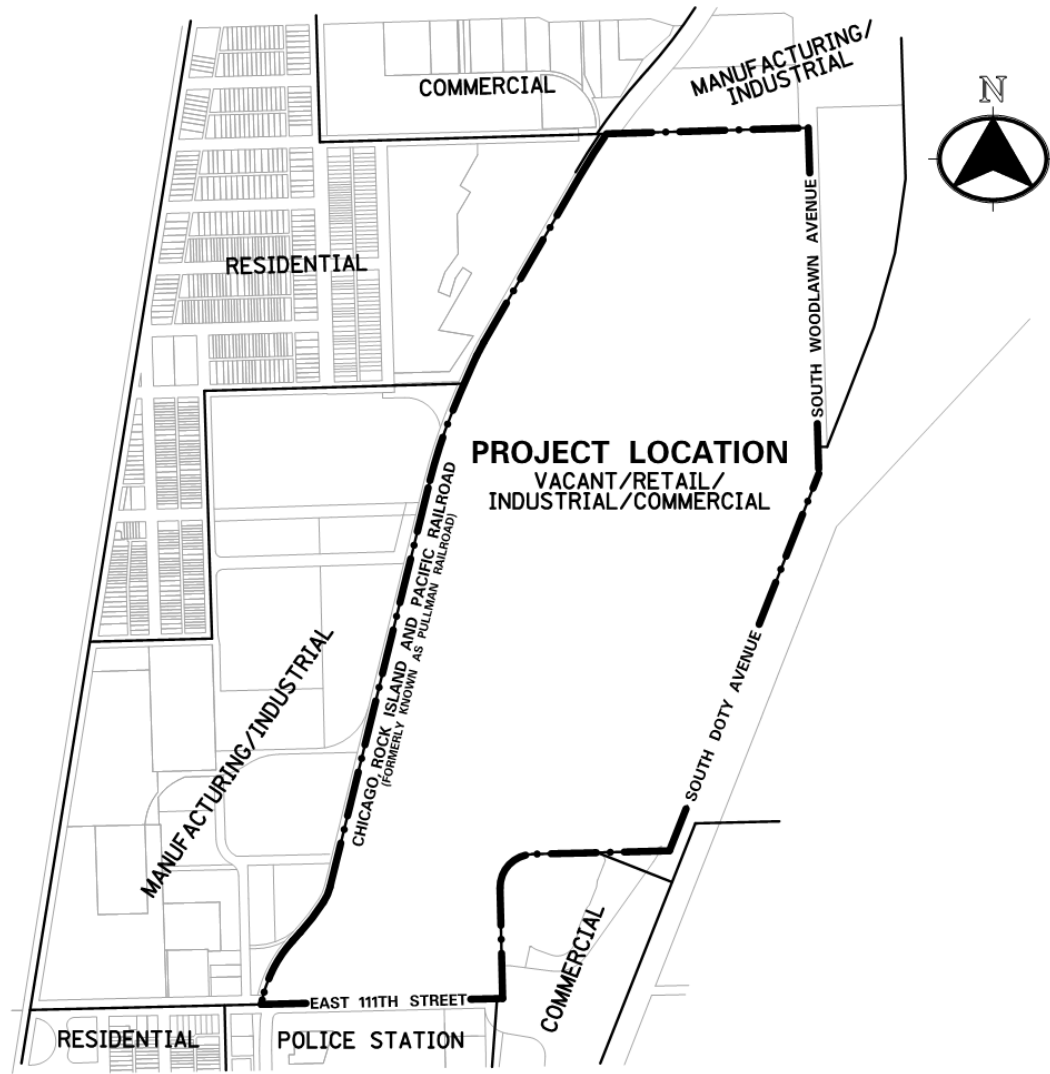 COMMERCIAL
MANUFACTURING/
INDUSTRIAL
N
RESIDENTIAL
SOUTH WOODLAWN AVENUE
PROJECT LOCATION
VACANT/RETAIL/
INDUSTRIAL/COMMERCIAL
CHICAGO, ROCK ISLAND AND PACIFIC RAILROAD
(FORMERLY KNOWN AS PULLMAN RAILROAD)
MANUFACTURING/INDUSTRIAL
SOUTH DOTY AVENUE
COMMERCIAL
EAST 111TH STREET
RESIDENTIAL
POLICE STATION